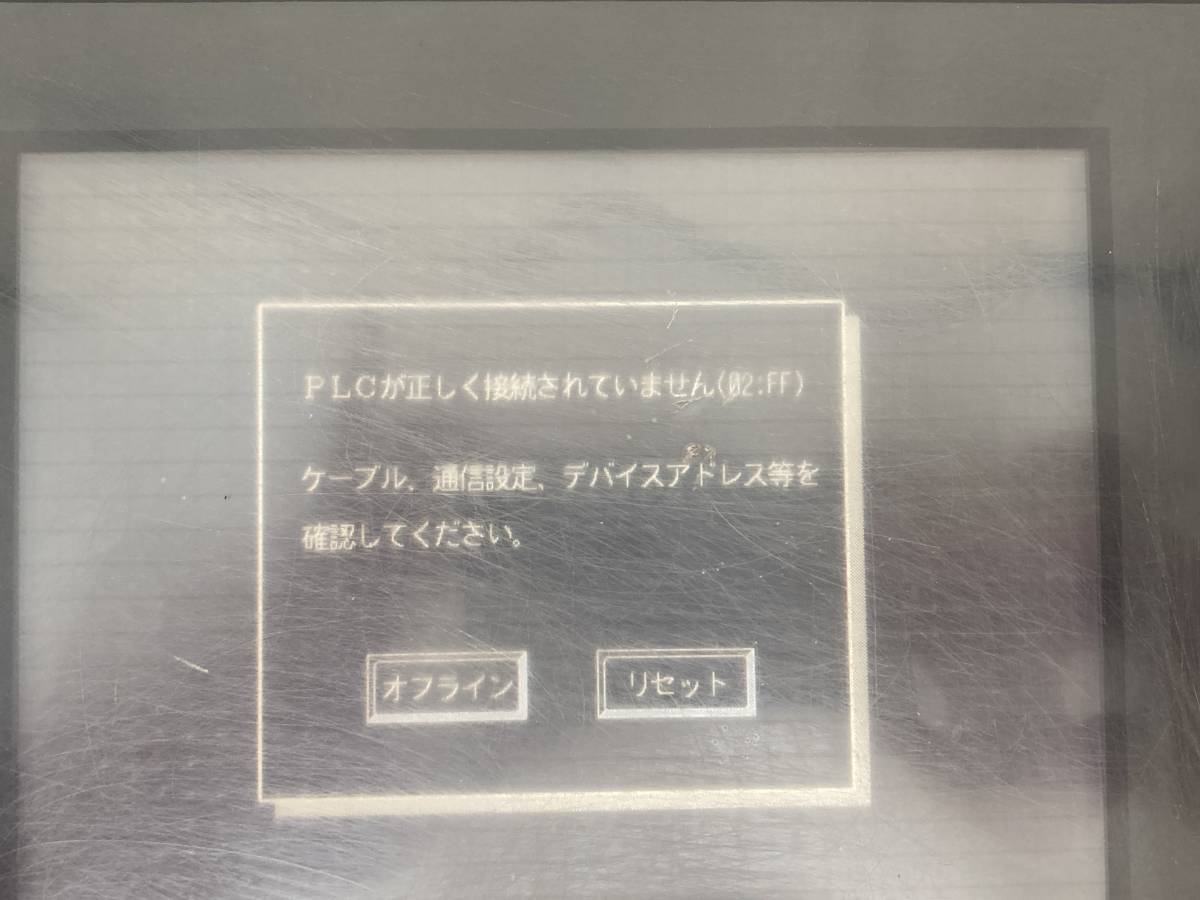 PLCが正しく接続されていません(02:FF)
ケーブル、通信設定、デバイスアドレス等を
確認してください。
オフライン
リセット